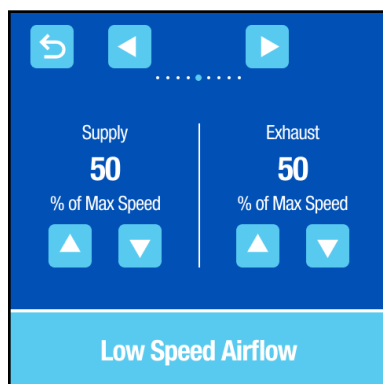 Supply
Exhaust
50
50
% of Max Speed
% of Max Speed
Low Speed Airflow